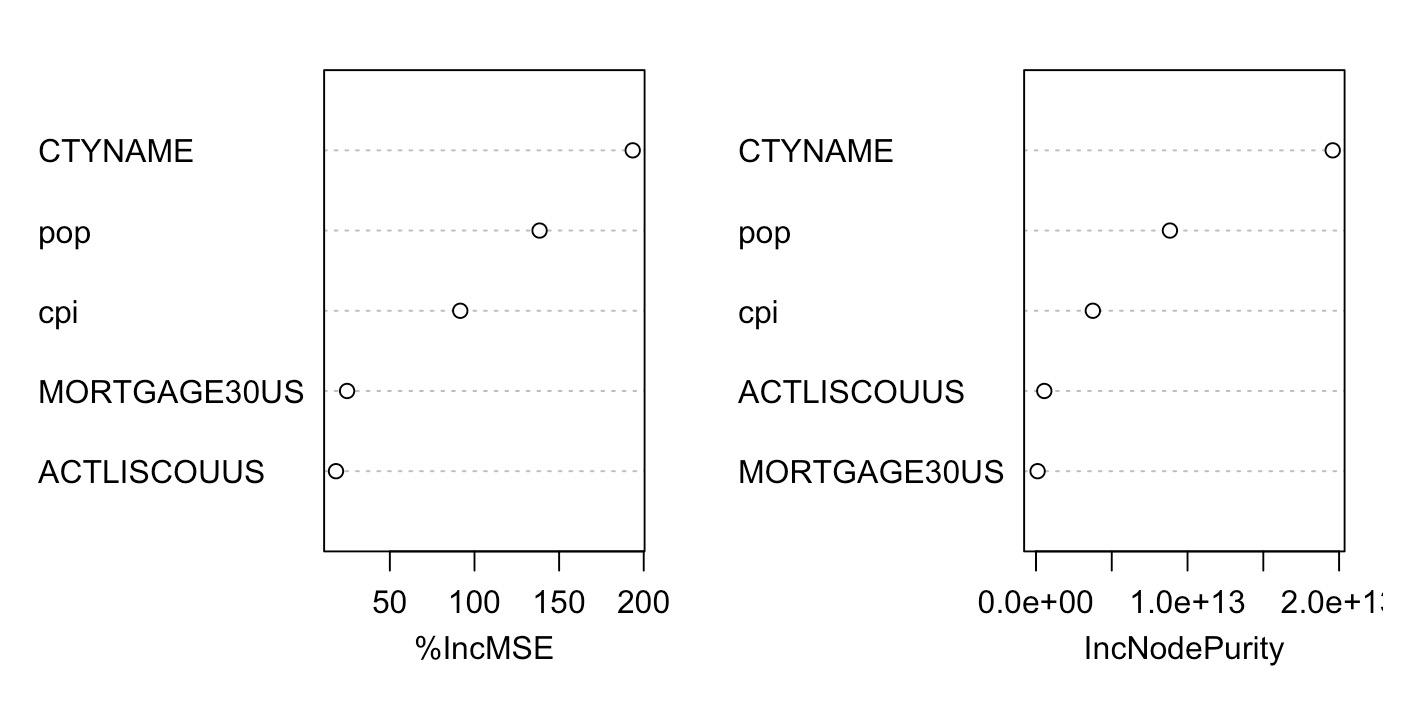 CTYNAME
pop
cpi
MORTGAGE30US
ACTLISCOUUS
50 100 150 200
%IncMSE
CTYNAME
pop
cpi
ACTLISCOUUS
MORTGAGE30US
0.0e+00 1.0e+13
IncNodePurity